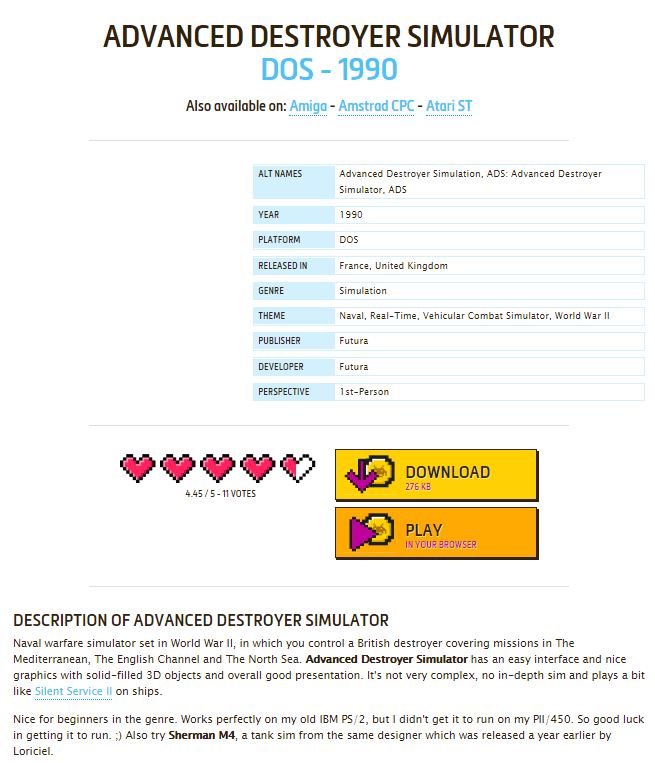 ADVANCED DESTROYER SIMULATOR
DOS - 1990
Also available on: Amiga - Amstrad CPC - Atari ST
ALT NAMES Advanced Destroyer Simulation, ADS: Advanced Destroyer
Simulator, ADS
YEAR 1990
PLATFORM DOS
RELEASED IN France, United Kingdom
GENRE Simulation
THEME Naval, Real-Time, Vehicular Combat Simulator, World War II
PUBLISHER Futura
DEVELOPER Futura
PERSPECTIVE 1st-Person
4.45 / 5 - 11 VOTES
DOWNLOAD
276 KB
PLAY
IN YOUR BROWSER
DESCRIPTION OF ADVANCED DESTROYER SIMULATOR
Naval warfare simulator set in World War II, in which you control a British destroyer covering missions in The
Mediterranean, The English Channel and The North Sea. Advanced Destroyer Simulator has an easy interface and nice
graphics with solid-filled 3D objects and overall good presentation. It's not very complex, no in-depth sim and plays a bit
like Silent Service II on ships.
Nice for beginners in the genre. Works perfectly on my old IBM PS/2, but I didn't get it to run on my PII/450. So good luck
in getting it to run. ;) Also try Sherman M4, a tank sim from the same designer which was released a year earlier by
Loriciel.